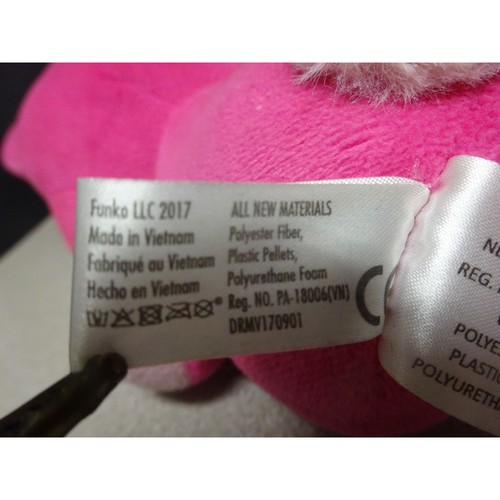 Funko LLC 2017
Made in Vietnam
Fabriqué au Vietnam
Hecho en Vietnam
ALL NEW MATERIALS
Polyester Fiber,
Plastic Pellets,
Polyurethane Foam
Reg. NO. PA-18006(VN)
DRMV170901
CE
REG.
POLYE
PLASTIC
POLYURETH